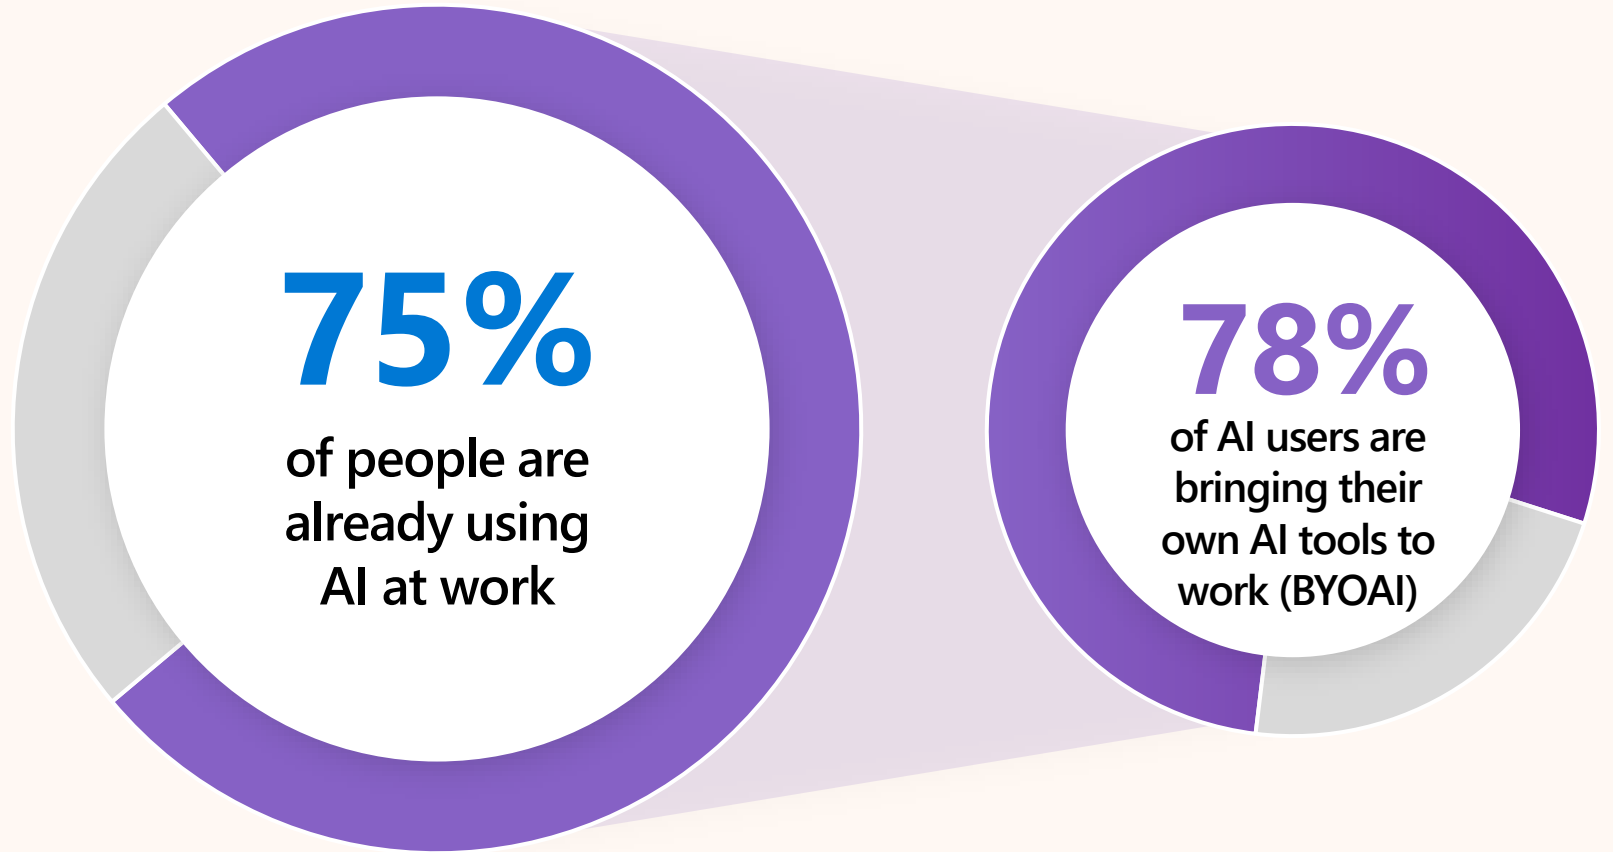 75%
of people are
already using
AI at work
78%
of AI users are
bringing their
own AI tools to
work (BYOAI)